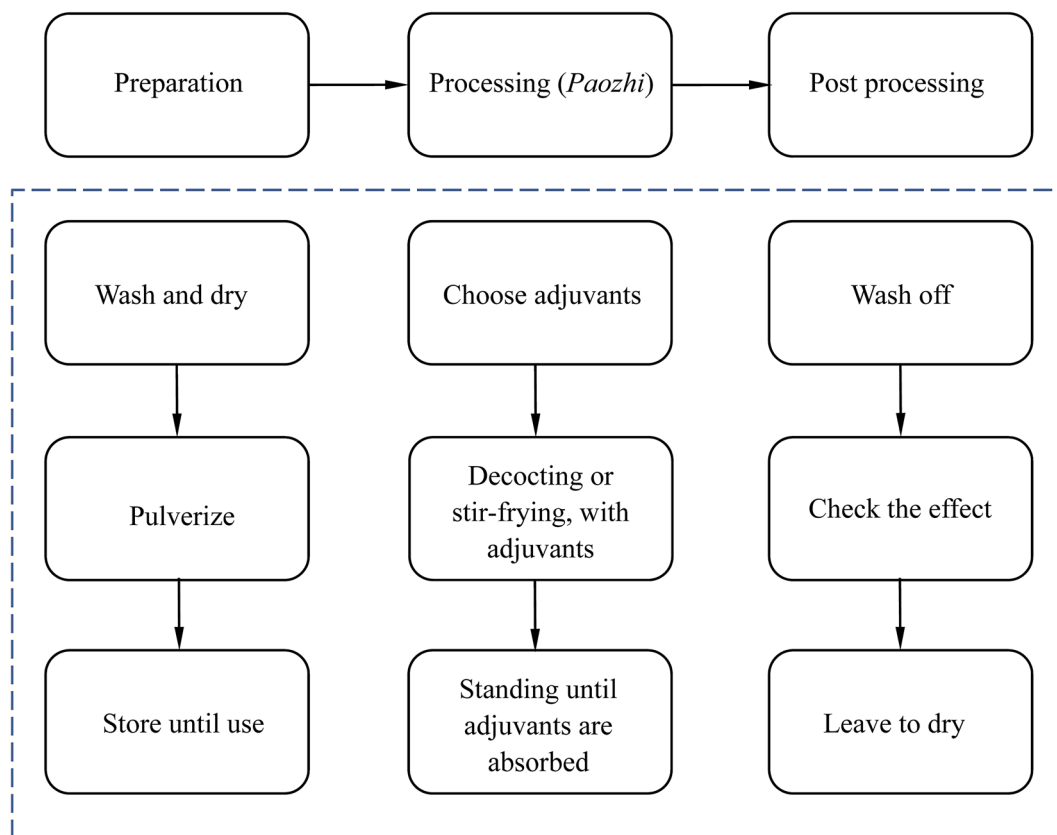 Preparation
Processing (Paozhi)
Post processing
Wash and dry
Choose adjuvants
Wash off
Pulverize
Decocting or
stir-frying, with
adjuvants
Check the effect
Store until use
Standing until
adjuvants are
absorbed
Leave to dry